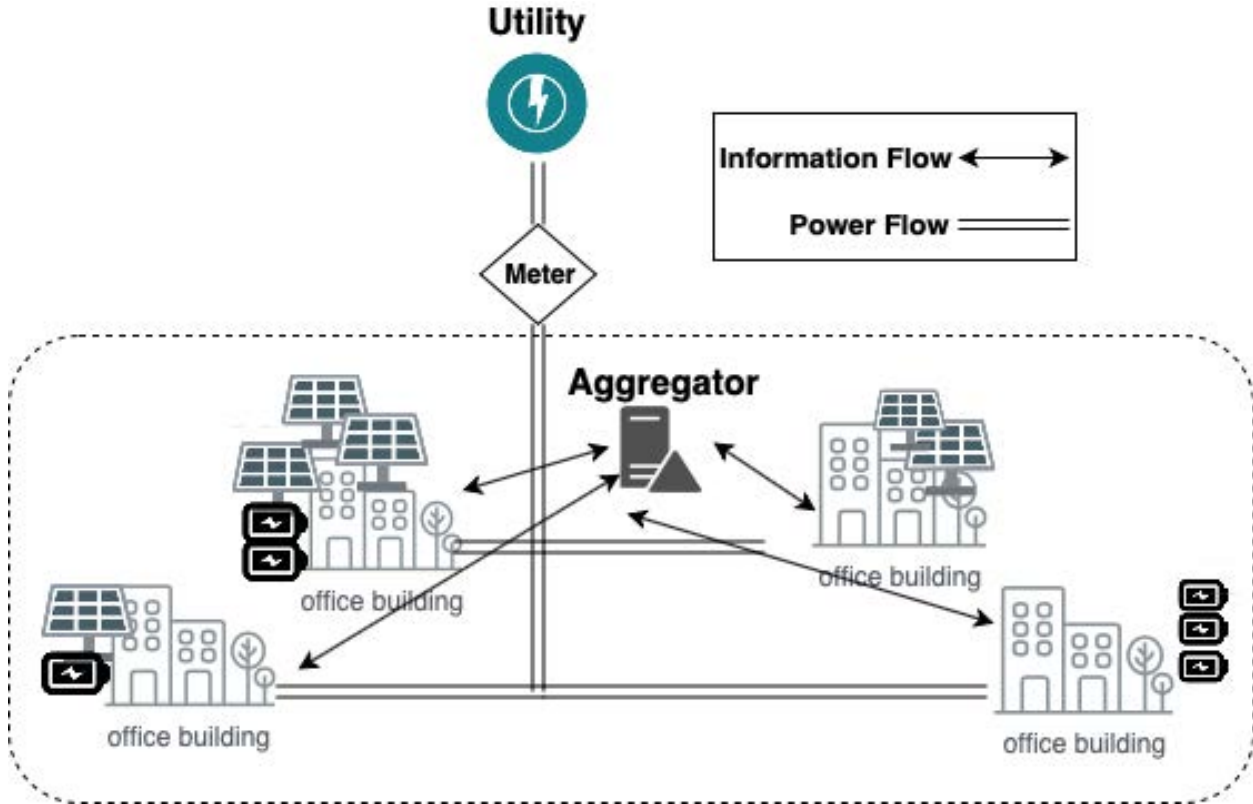 Utility
Information Flow
Power Flow
Meter
Aggregator
office building
office building
office building
office building